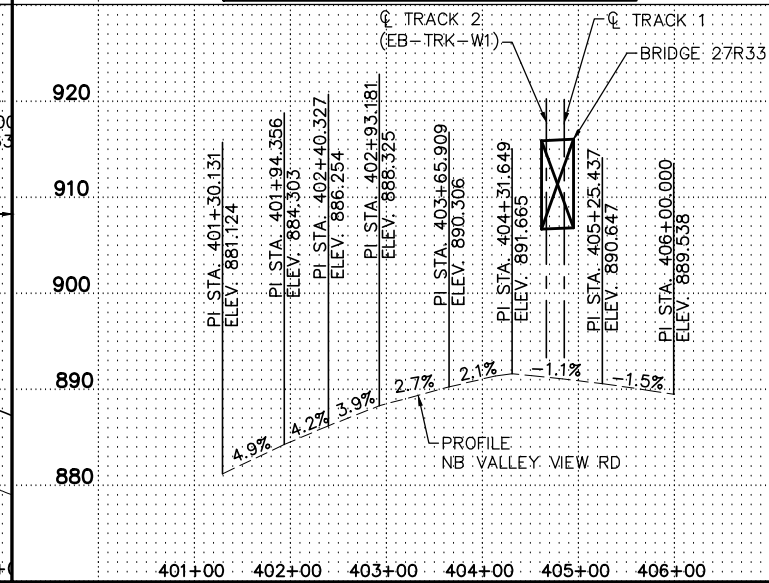 ℄ TRACK 2
(EB-TRK-W1)
℄ TRACK 1
BRIDGE 27R33
920
910
900
890
880
PI STA. 401+30.131
ELEV. 881.124
PI STA. 401+94.356
ELEV. 884.303
PI STA. 402+40.327
ELEV. 886.254
PI STA. 402+93.181
ELEV. 888.325
PI STA. 403+65.909
ELEV. 890.306
PI STA. 404+31.649
ELEV. 891.665
PI STA. 405+25.437
ELEV. 890.647
PI STA. 406+00.000
ELEV. 889.538
4.9%
4.2%
3.9%
2.7%
2.1%
-1.1%
-1.5%
PROFILE
NB VALLEY VIEW RD
401+00 402+00 403+00 404+00 405+00 406+00